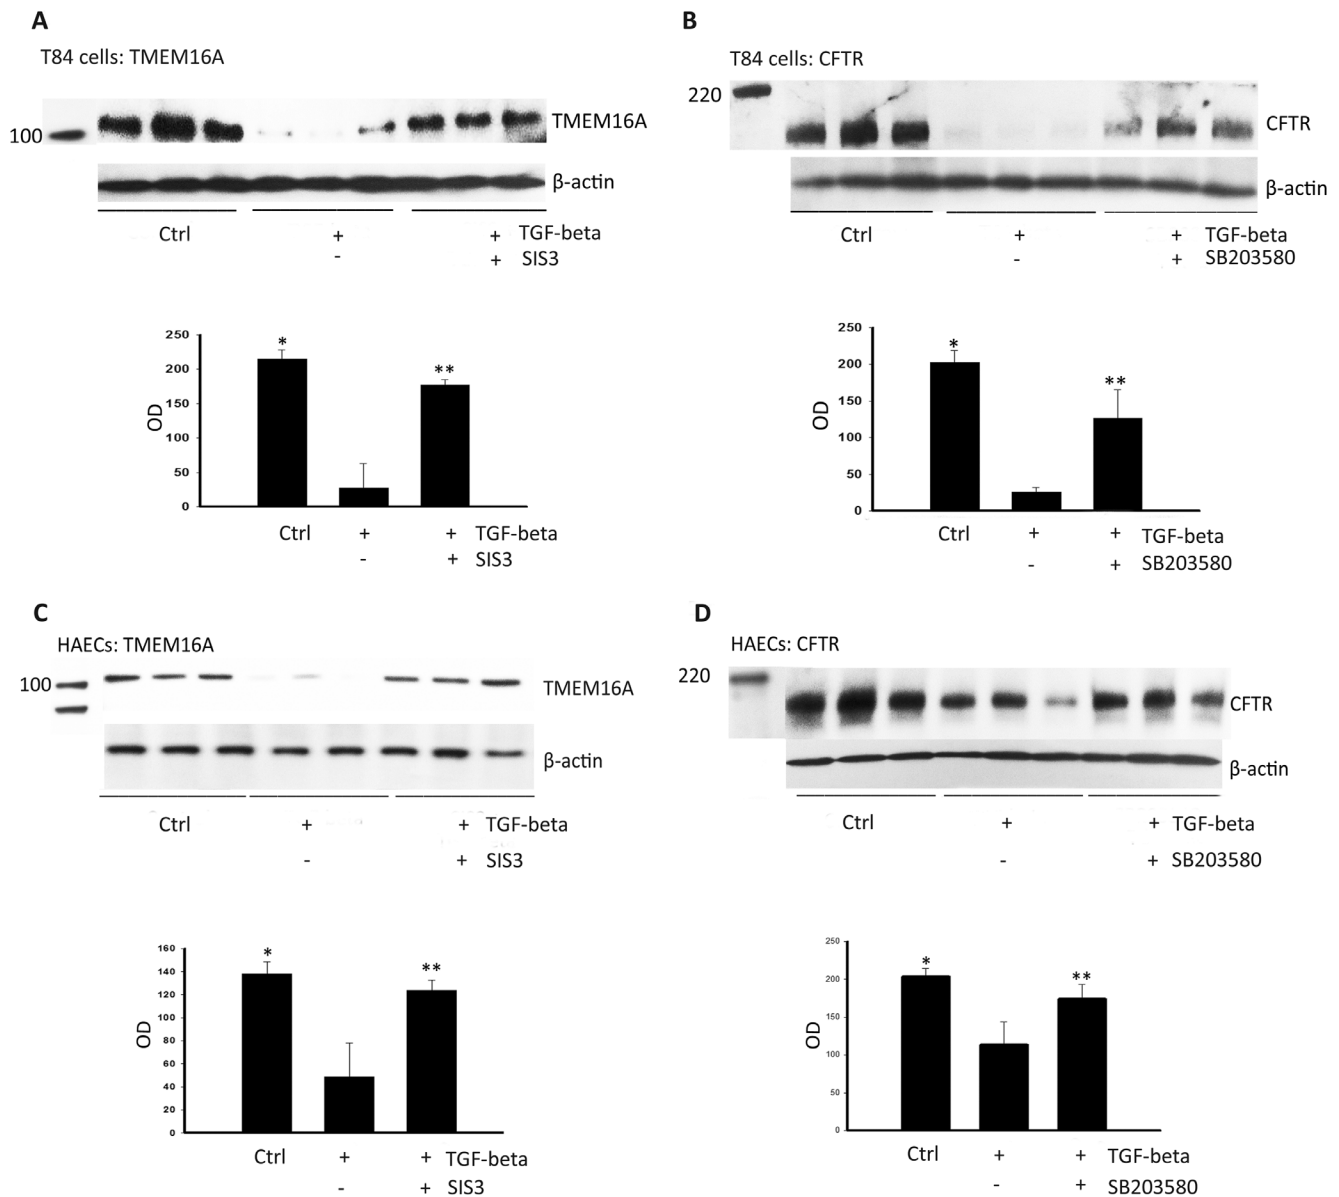 A
T84 cells: TMEM16A
100
TMEM16A
β-actin
Ctrl + + TGF-beta
- + SIS3
250
200
150
100
50
0
OD
*
**
Ctrl + + TGF-beta
- + SIS3
B
T84 cells: CFTR
220
CFTR
β-actin
Ctrl + + TGF-beta
- + SB203580
250
200
150
100
50
0
OD
*
**
Ctrl + + TGF-beta
- + SB203580
C
HAECs: TMEM16A
100
TMEM16A
β-actin
Ctrl + + TGF-beta
- + SIS3
160
140
120
100
80
60
40
20
0
OD
*
**
Ctrl + + TGF-beta
- + SIS3
D
HAECs: CFTR
220
CFTR
β-actin
Ctrl + + TGF-beta
- + SB203580
250
200
150
100
50
0
OD
*
**
Ctrl + + TGF-beta
- + SB203580